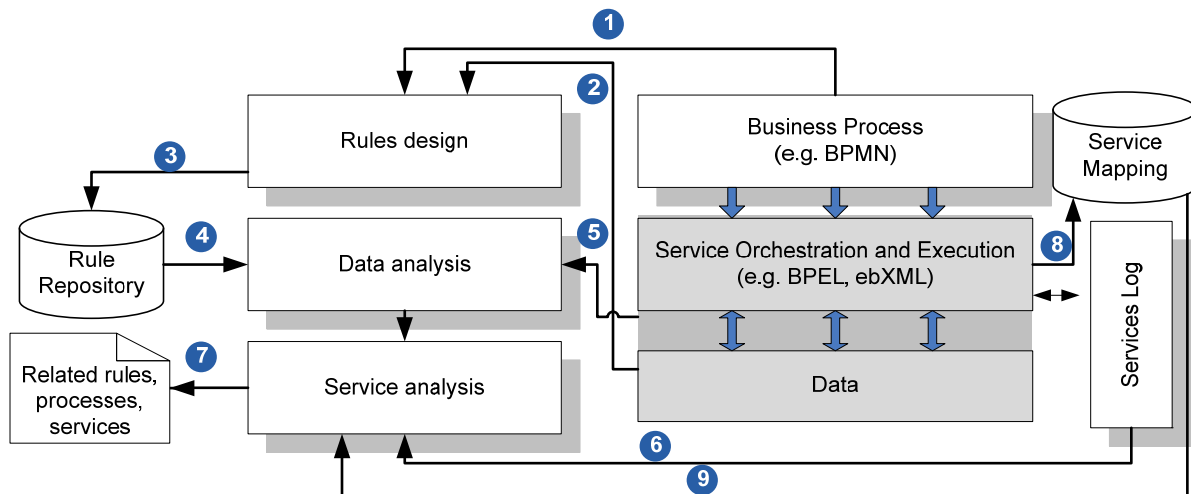 1
2
Rules design
Business Process
(e.g. BPMN)
Service
Mapping
3
4
5
Rule
Repository
Data analysis
Service Orchestration and Execution
(e.g. BPEL, ebXML)
8
Services Log
7
Related rules,
processes,
services
Service analysis
Data
6
9